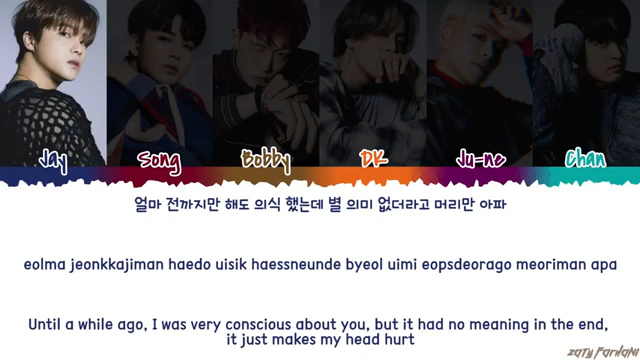 Jay Song Bobby DK Ju-ne Chan
얼마 전까지만 해도 의식 했는데 별 의미 없더라고 머리만 아파
eolma jeonkkajiman haedo uisik haessneunde byeol uimi eopsdeorago meoriman apa
Until a while ago, I was very conscious about you, but it had no meaning in the end,
it just makes my head hurt
ZaTy FaRHaNi